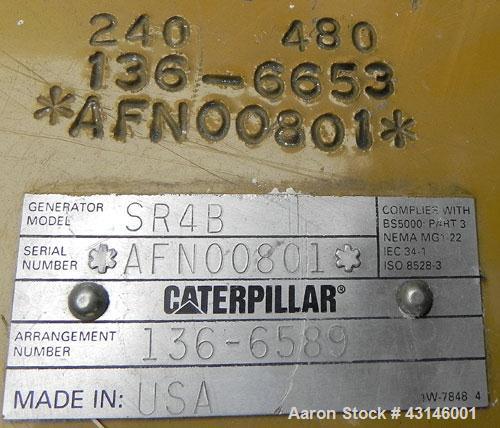 240 480
136-6653
*AFN00801*
GENERATOR MODEL SR4B
SERIAL NUMBER *AFN00801*
COMPLIES WITH
BS5000: PART 3
NEMA MG1-22
IEC 34-1
ISO 8528-3
CATERPILLAR®
ARRANGEMENT NUMBER 136-6589
MADE IN: USA
1W-7848 4
Aaron Stock # 43146001